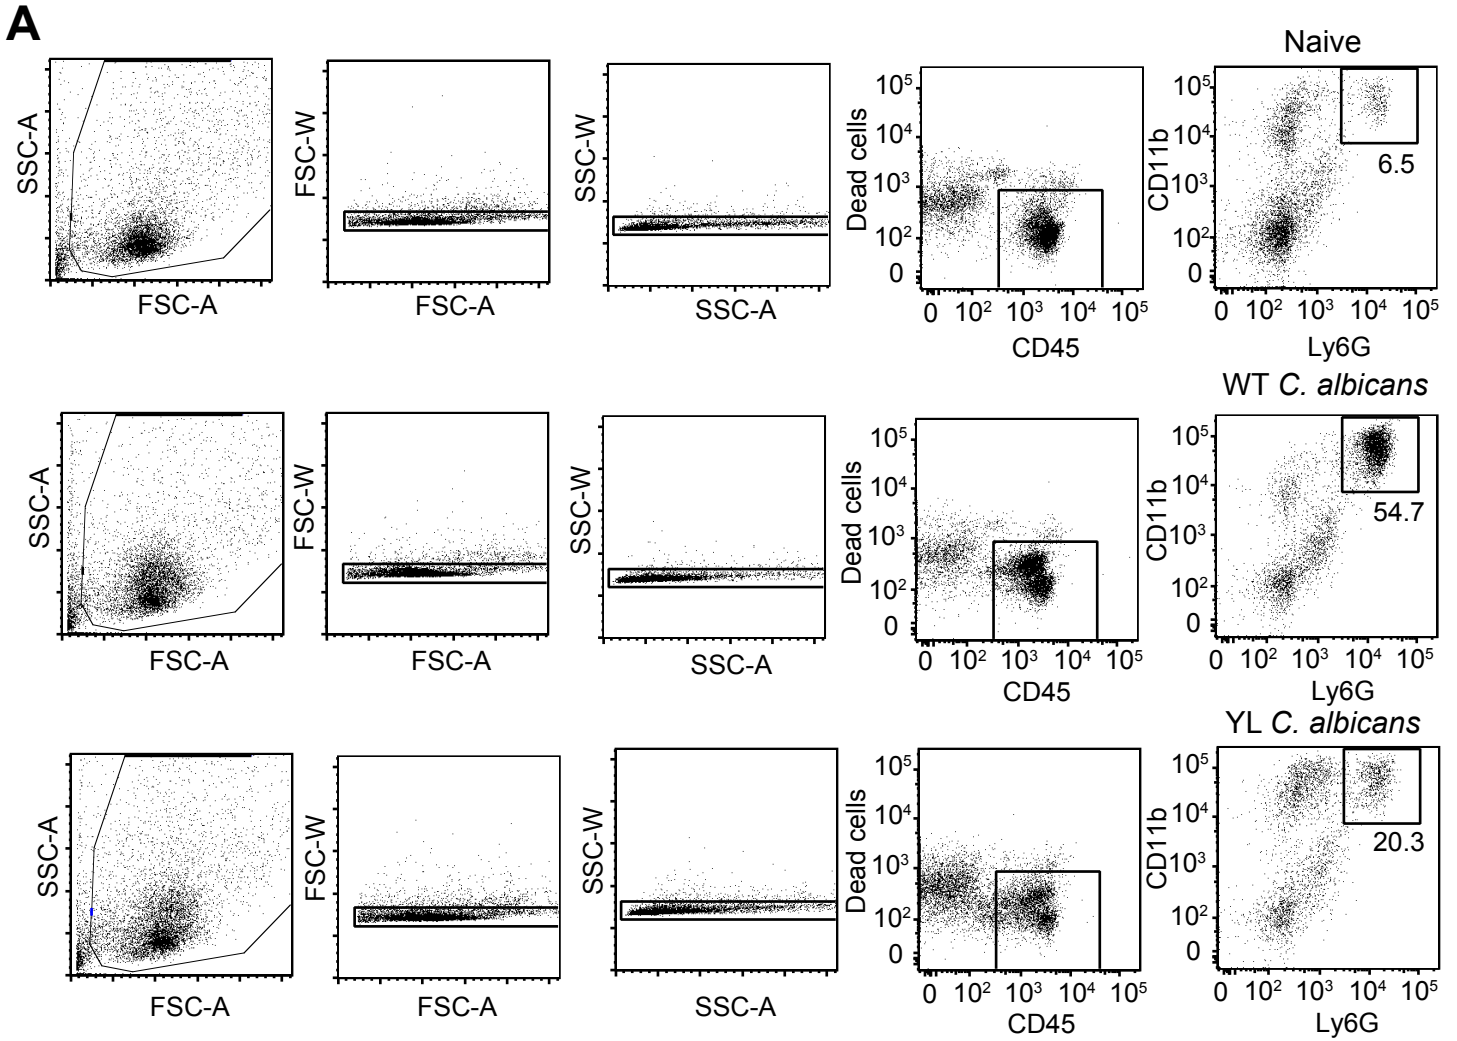 A
Naive
SSC-A
FSC-A
FSC-W
FSC-A
SSC-W
SSC-A
Dead cells
10⁵
10⁴
10³
10²
0
0 10² 10³ 10⁴ 10⁵
CD45
CD11b
10⁵
10⁴
10³
10²
0
6.5
0 10² 10³ 10⁴ 10⁵
Ly6G
WT C. albicans
SSC-A
FSC-A
FSC-W
FSC-A
SSC-W
SSC-A
Dead cells
10⁵
10⁴
10³
10²
0
0 10² 10³ 10⁴ 10⁵
CD45
CD11b
10⁵
10⁴
10³
10²
0
54.7
0 10² 10³ 10⁴ 10⁵
Ly6G
YL C. albicans
SSC-A
FSC-A
FSC-W
FSC-A
SSC-W
SSC-A
Dead cells
10⁵
10⁴
10³
10²
0
0 10² 10³ 10⁴ 10⁵
CD45
CD11b
10⁵
10⁴
10³
10²
0
20.3
0 10² 10³ 10⁴ 10⁵
Ly6G